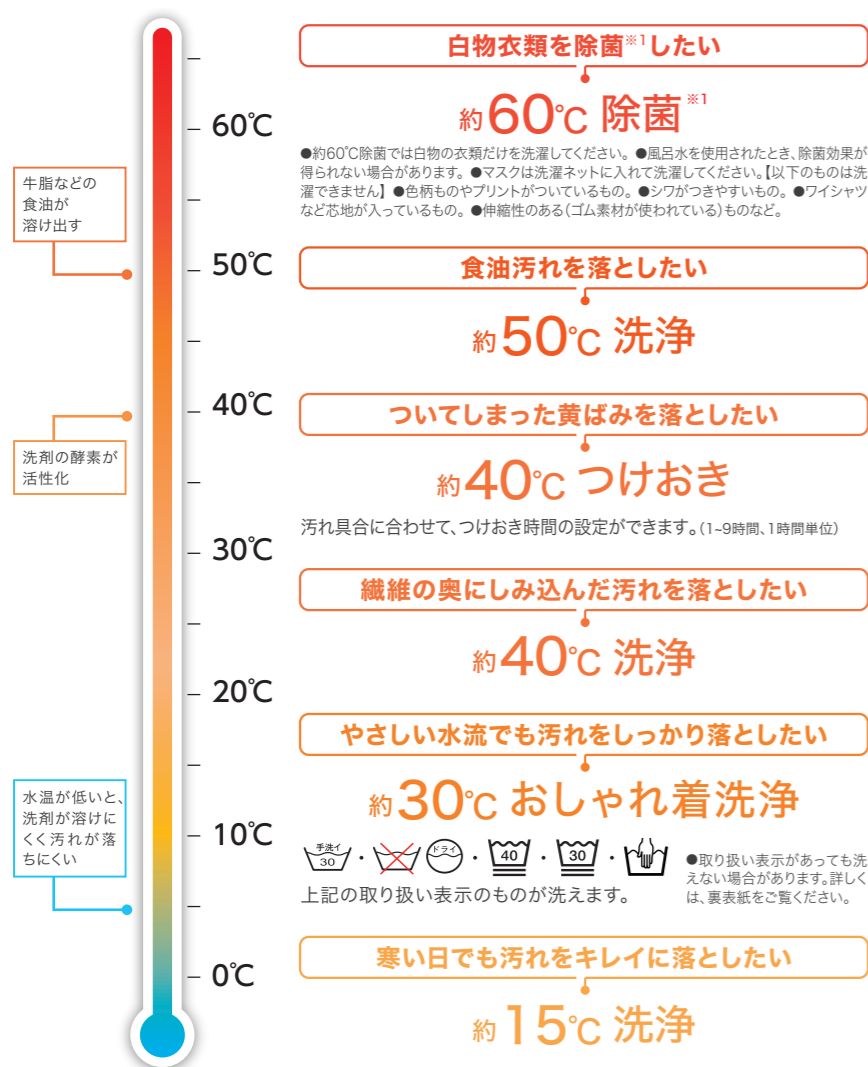 白物衣類を除菌※1したい
約60℃ 除菌※1
●約60℃除菌では白物の衣類だけを洗濯してください。●風呂水を使用されたとき、除菌効果が
得られない場合があります。●マスクは洗濯ネットに入れて洗濯してください。【以下のものは洗
濯できません】●色柄ものやプリントがついているもの。●シワがつきやすいもの。●ワイシャツ
など芯地が入っているもの。●伸縮性のある(ゴム素材が使われている)ものなど。
60℃
牛脂などの
食油が
溶け出す
50℃
食油汚れを落としたい
約50℃ 洗浄
40℃
ついてしまった黄ばみを落としたい
約40℃ つけおき
汚れ具合に合わせて、つけおき時間の設定ができます。(1~9時間、1時間単位)
洗剤の酵素が
活性化
30℃
繊維の奥にしみ込んだ汚れを落としたい
約40℃ 洗浄
20℃
やさしい水流でも汚れをしっかり落としたい
約30℃ おしゃれ着洗浄
水温が低いと、
洗剤が溶けに
くく汚れが落
ちにくい
10℃
手洗イ
30
・
ドライ
・
40
・
30
・
上記の取り扱い表示のものが洗えます。
●取り扱い表示があっても洗
えない場合があります。詳しく
は、裏表紙をご覧ください。
0℃
寒い日でも汚れをキレイに落としたい
約15℃ 洗浄